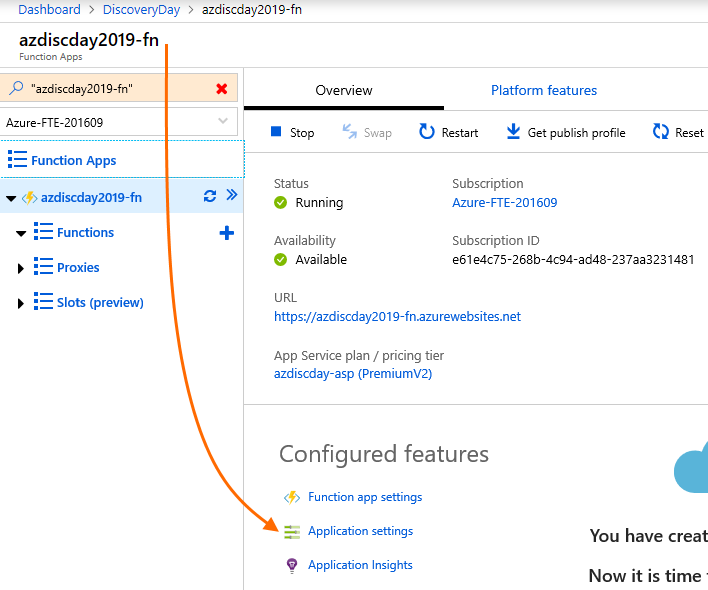 Dashboard > DiscoveryDay > azdiscday2019-fn
azdiscday2019-fn
Function Apps
"azdiscday2019-fn"
Azure-FTE-201609
Function Apps
azdiscday2019-fn
Functions
Proxies
Slots (preview)
Overview
Platform features
Stop
Swap
Restart
Get publish profile
Reset
Status
Running
Subscription
Azure-FTE-201609
Availability
Available
Subscription ID
e61e4c75-268b-4c94-ad48-237aa3231481
URL
https://azdiscday2019-fn.azurewebsites.net
App Service plan / pricing tier
azdiscday-asp (PremiumV2)
Configured features
Function app settings
Application settings
Application Insights
You have creat
Now it is time